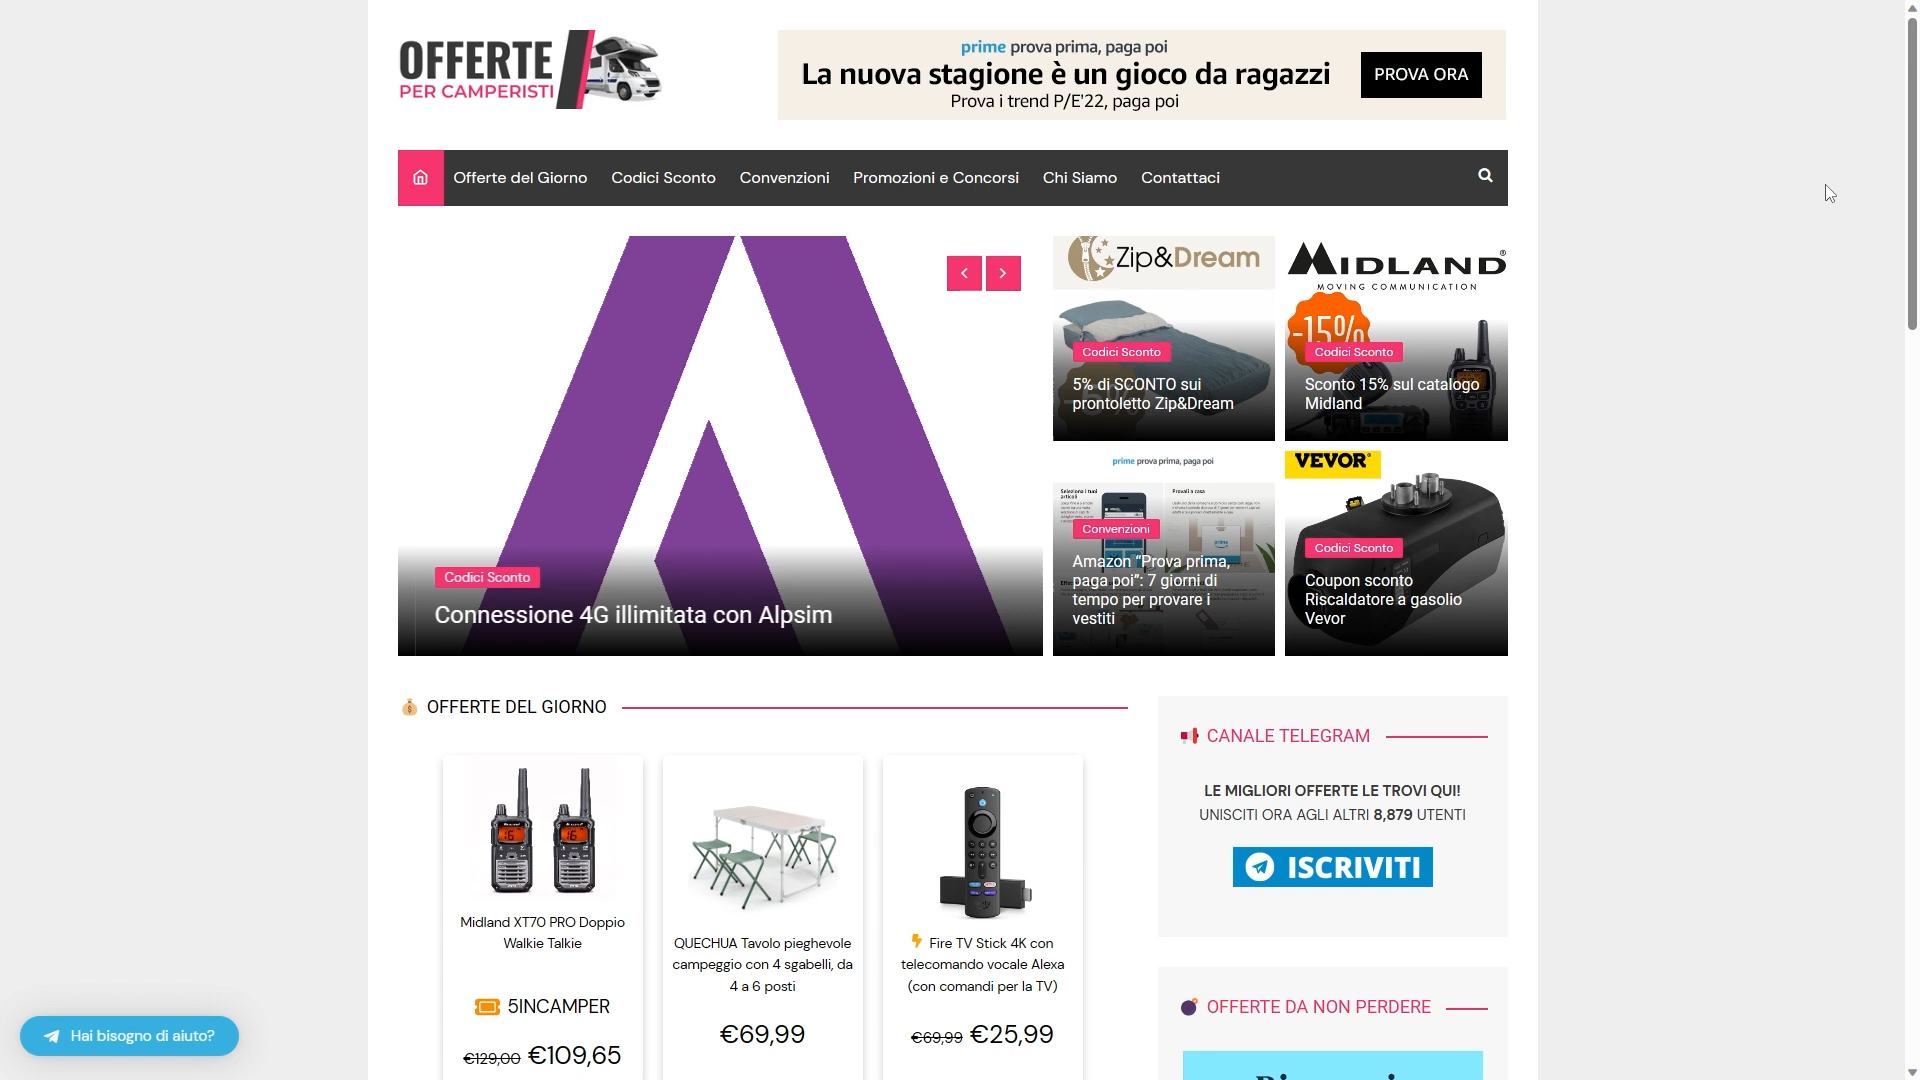 OFFERTE
PER CAMPERISTI
prime prova prima, paga poi
La nuova stagione è un gioco da ragazzi
Prova i trend P/E'22, paga poi
PROVA ORA
Offerte del Giorno
Codici Sconto
Convenzioni
Promozioni e Concorsi
Chi Siamo
Contattaci
Codici Sconto
Connessione 4G illimitata con Alpsim
Zip&Dream
Codici Sconto
5% di SCONTO sui
prontoletto Zip&Dream
MIDLAND®
MOVING COMMUNICATION
-15%
Codici Sconto
Sconto 15% sul catalogo
Midland
prime prova prima, paga poi
Seleziona i tuoi
articoli
Provali a casa
Convenzioni
Amazon “Prova prima,
paga poi”: 7 giorni di
tempo per provare i
vestiti
VEVOR®
Codici Sconto
Coupon sconto
Riscaldatore a gasolio
Vevor
OFFERTE DEL GIORNO
Midland XT70 PRO Doppio
Walkie Talkie
5INCAMPER
€129,00 €109,65
QUECHUA Tavolo pieghevole
campeggio con 4 sgabelli, da
4 a 6 posti
€69,99
Fire TV Stick 4K con
telecomando vocale Alexa
(con comandi per la TV)
€69,99 €25,99
CANALE TELEGRAM
LE MIGLIORI OFFERTE LE TROVI QUI!
UNISCITI ORA AGLI ALTRI 8,879 UTENTI
ISCRIVITI
OFFERTE DA NON PERDERE
Hai bisogno di aiuto?